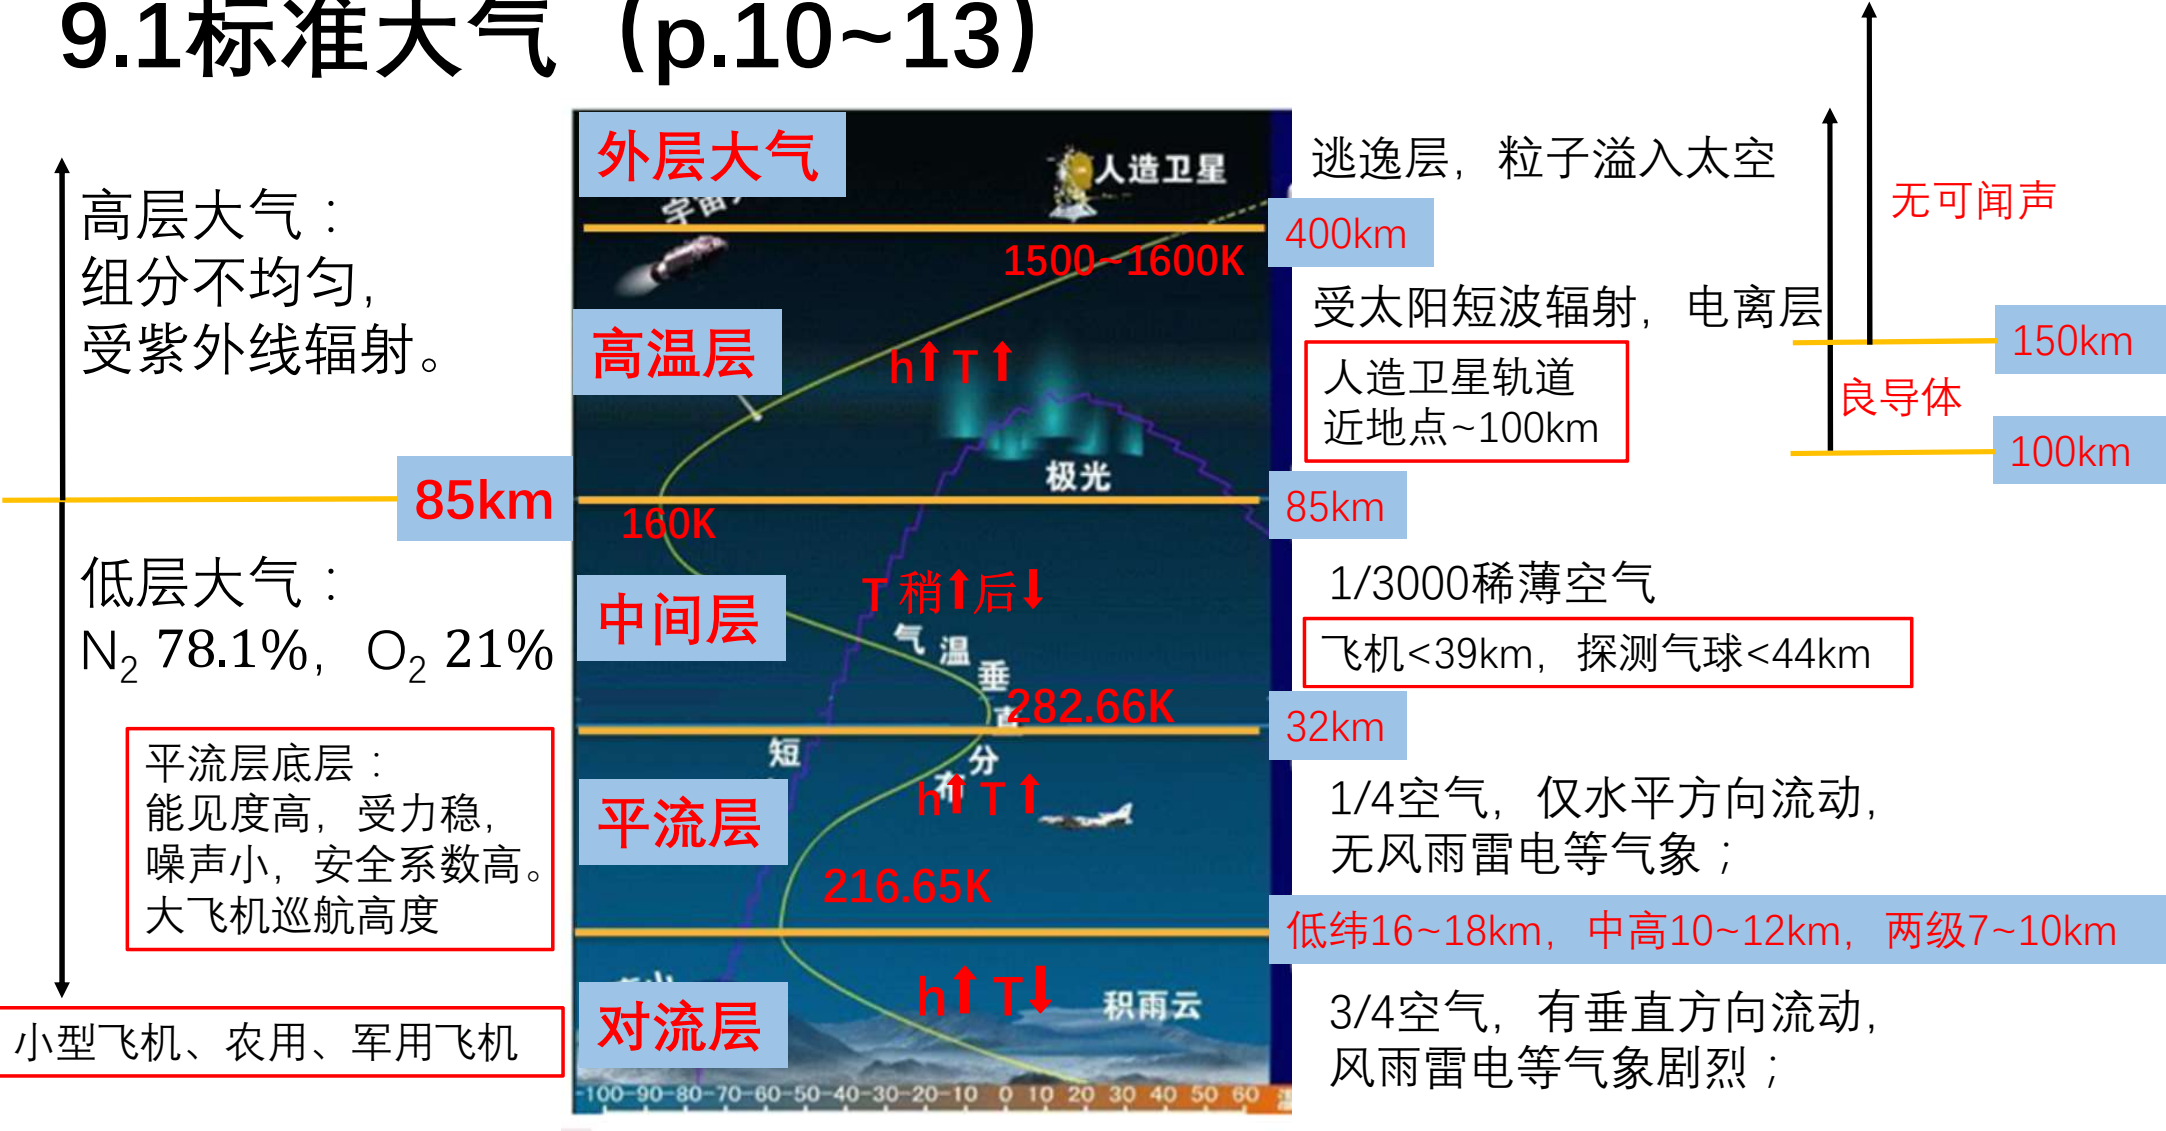 9.1标准大气（p.10~13）
高层大气：
组分不均匀,
受紫外线辐射。
85km
低层大气：
N₂ 78.1%, O₂ 21%
平流层底层：
能见度高, 受力稳,
噪声小, 安全系数高。
大飞机巡航高度
小型飞机、农用、军用飞机
外层大气
人造卫星
宇宙
1500~1600K
高温层
h↑ T↑
极光
160K
中间层
T 稍↑后↓
气温垂直分布
282.66K
短
平流层
h↑ T↑
216.65K
对流层
h↑ T↓
积雨云
-100-90-80-70-60-50-40-30-20-10 0 10 20 30 40 50 60
逃逸层, 粒子溢入太空
400km
受太阳短波辐射, 电离层
人造卫星轨道
近地点~100km
85km
1/3000稀薄空气
飞机<39km, 探测气球<44km
32km
1/4空气, 仅水平方向流动,
无风雨雷电等气象；
低纬16~18km, 中高10~12km, 两级7~10km
3/4空气, 有垂直方向流动,
风雨雷电等气象剧烈；
无可闻声
150km
良导体
100km